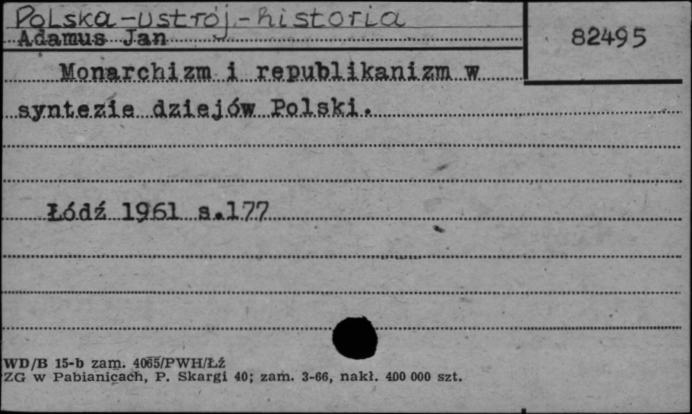 Polska-ustrój-historia
Adamus Jan
82495
Monarchizm i republikanizm w
syntezie dziejów Polski.
Łódź 1961 s.177
WD/B 15-b zam. 4065/PWH/Łź
ZG w Pabianicach, P. Skargi 40; zam. 3-66, nakł. 400 000 szt.